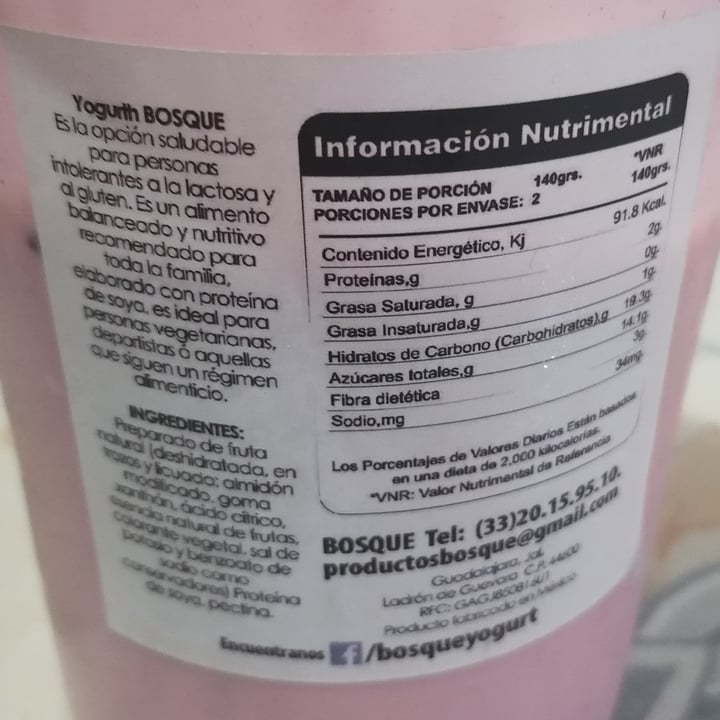 Yogurth BOSQUE
Es la opción saludable
para personas
intolerantes a la lactosa y
al gluten. Es un alimento
balanceado y nutritivo
recomendado para
toda la familia,
elaborado con proteína
de soya, es ideal para
personas vegetarianas,
deportistas ó aquellas
que siguen un régimen
alimenticio.
INGREDIENTES:
Preparado de fruta
natural (deshidratada, en
trozos y licuada; almidón
modificado, goma
xanthán, ácido cítrico,
esencia natural de frutas,
colorante vegetal, sal de
potasio y benzoato de
sodio como
conservadores) Proteína
de soya, pectina.
Información Nutrimental
*VNR
TAMAÑO DE PORCIÓN 140grs. 140grs.
PORCIONES POR ENVASE: 2
Contenido Energético, Kj 91.8 Kcal.
Proteínas,g 2g.
Grasa Saturada, g 0g.
Grasa Insaturada,g 1g.
Hidratos de Carbono (Carbohidratos),g 19.3g.
Azúcares totales,g 14.1g.
Fibra dietética 3g.
Sodio,mg 34mg.
Los Porcentajes de Valores Diarios Están basados
en una dieta de 2,000 kilocalorías.
*VNR: Valor Nutrimental de Referencia
BOSQUE Tel: (33)20.15.95.10.
productosbosque@gmail.com
Guadalajara, Jal.
Ladrón de Guevara C.P. 44600
RFC:
Producto fabricado en México
Encuentranos f/bosqueyogurt